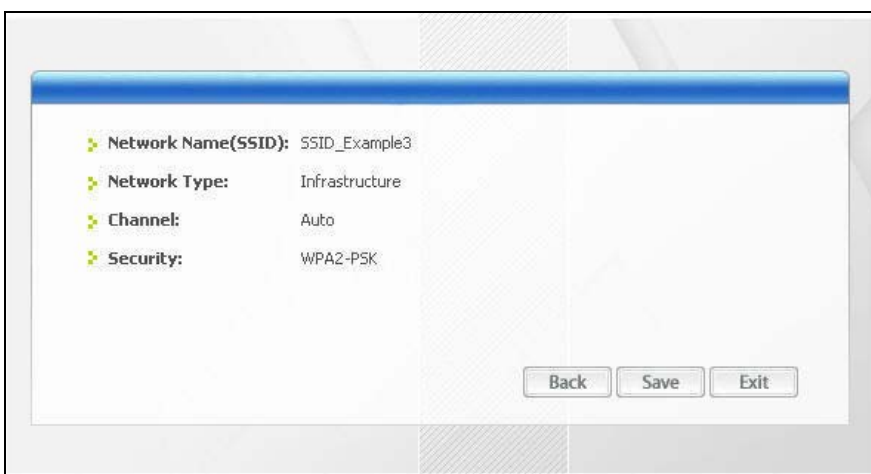 Network Name(SSID): SSID_Example3
Network Type: Infrastructure
Channel: Auto
Security: WPA2-PSK
Back Save Exit